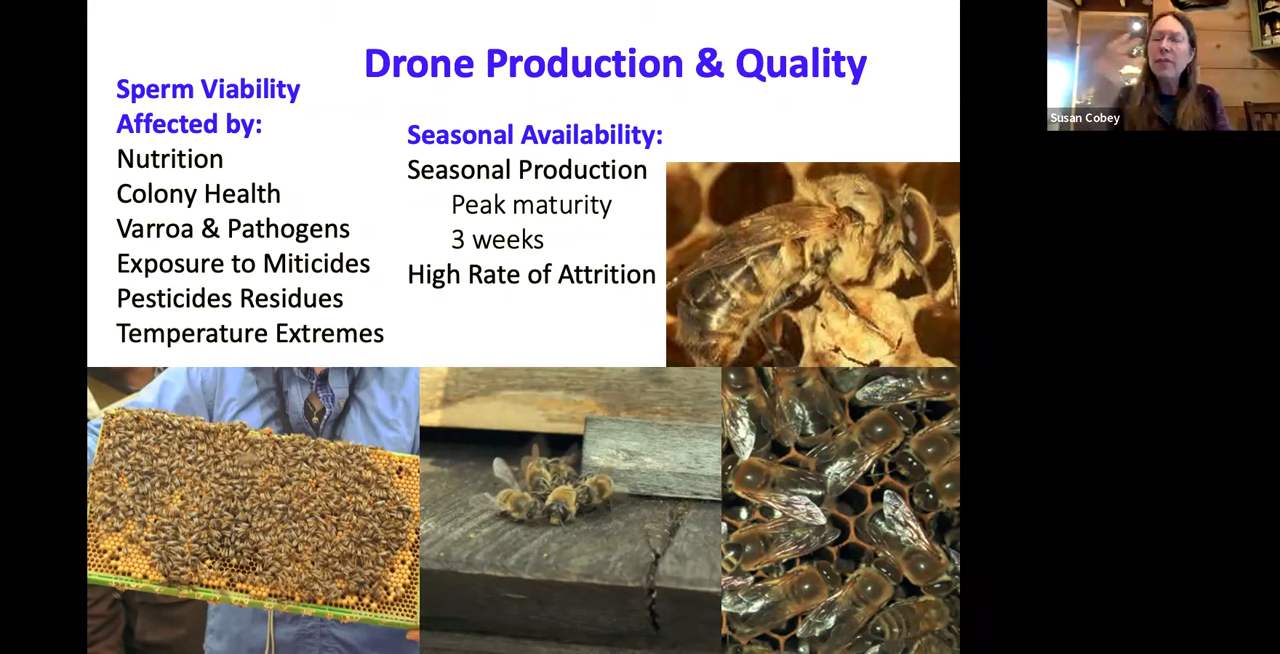 Drone Production & Quality
Sperm Viability
Affected by:
Nutrition
Colony Health
Varroa & Pathogens
Exposure to Miticides
Pesticides Residues
Temperature Extremes
Seasonal Availability:
Seasonal Production
Peak maturity
3 weeks
High Rate of Attrition
Susan Cobey